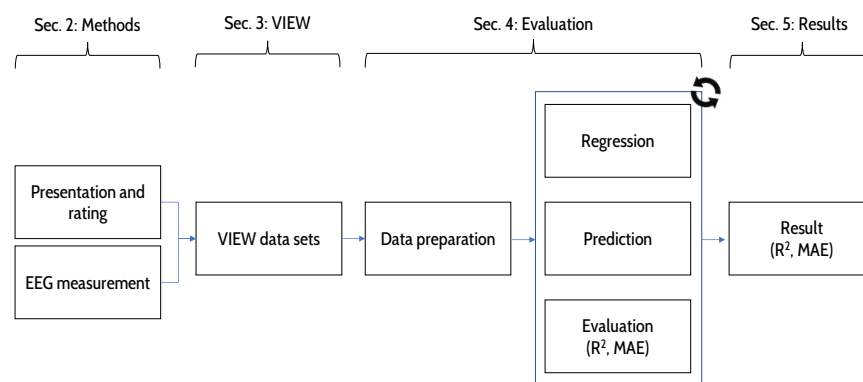 Sec. 2: Methods
Sec. 3: VIEW
Sec. 4: Evaluation
Sec. 5: Results
Presentation and
rating
EEG measurement
VIEW data sets
Data preparation
Regression
Prediction
Evaluation
(R², MAE)
Result
(R², MAE)